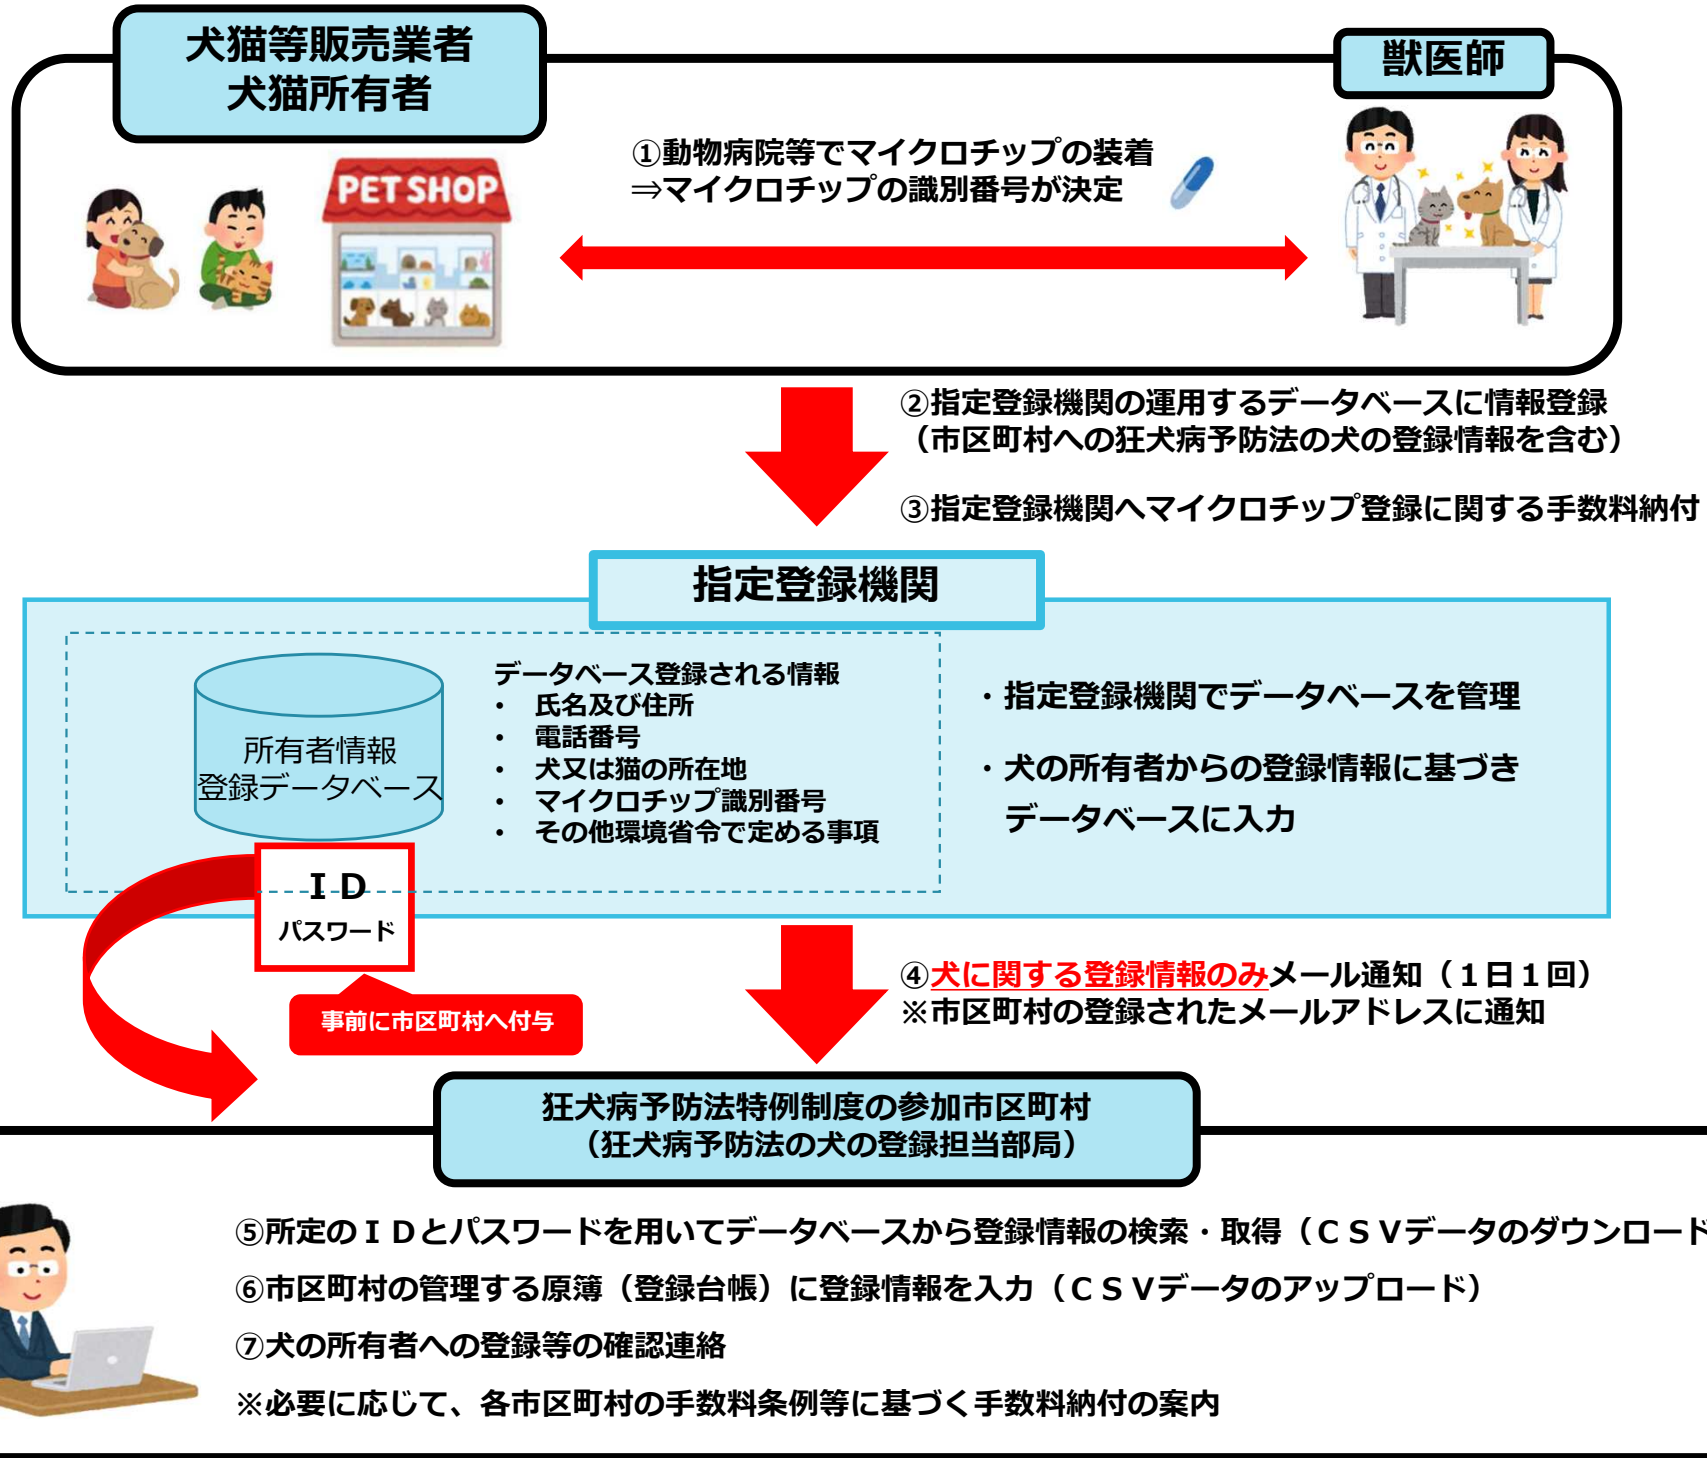 犬猫等販売業者
犬猫所有者
獣医師
①動物病院等でマイクロチップの装着
⇒マイクロチップの識別番号が決定
PET SHOP
②指定登録機関の運用するデータベースに情報登録
（市区町村への狂犬病予防法の犬の登録情報を含む）
③指定登録機関へマイクロチップ登録に関する手数料納付
指定登録機関
所有者情報
登録データベース
データベース登録される情報
・ 氏名及び住所
・ 電話番号
・ 犬又は猫の所在地
・ マイクロチップ識別番号
・ その他環境省令で定める事項
・指定登録機関でデータベースを管理
・犬の所有者からの登録情報に基づき
データベースに入力
ＩＤ
パスワード
事前に市区町村へ付与
④犬に関する登録情報のみメール通知（１日１回）
※市区町村の登録されたメールアドレスに通知
狂犬病予防法特例制度の参加市区町村
（狂犬病予防法の犬の登録担当部局）
⑤所定のＩＤとパスワードを用いてデータベースから登録情報の検索・取得（ＣＳＶデータのダウンロード
⑥市区町村の管理する原簿（登録台帳）に登録情報を入力（ＣＳＶデータのアップロード）
⑦犬の所有者への登録等の確認連絡
※必要に応じて、各市区町村の手数料条例等に基づく手数料納付の案内